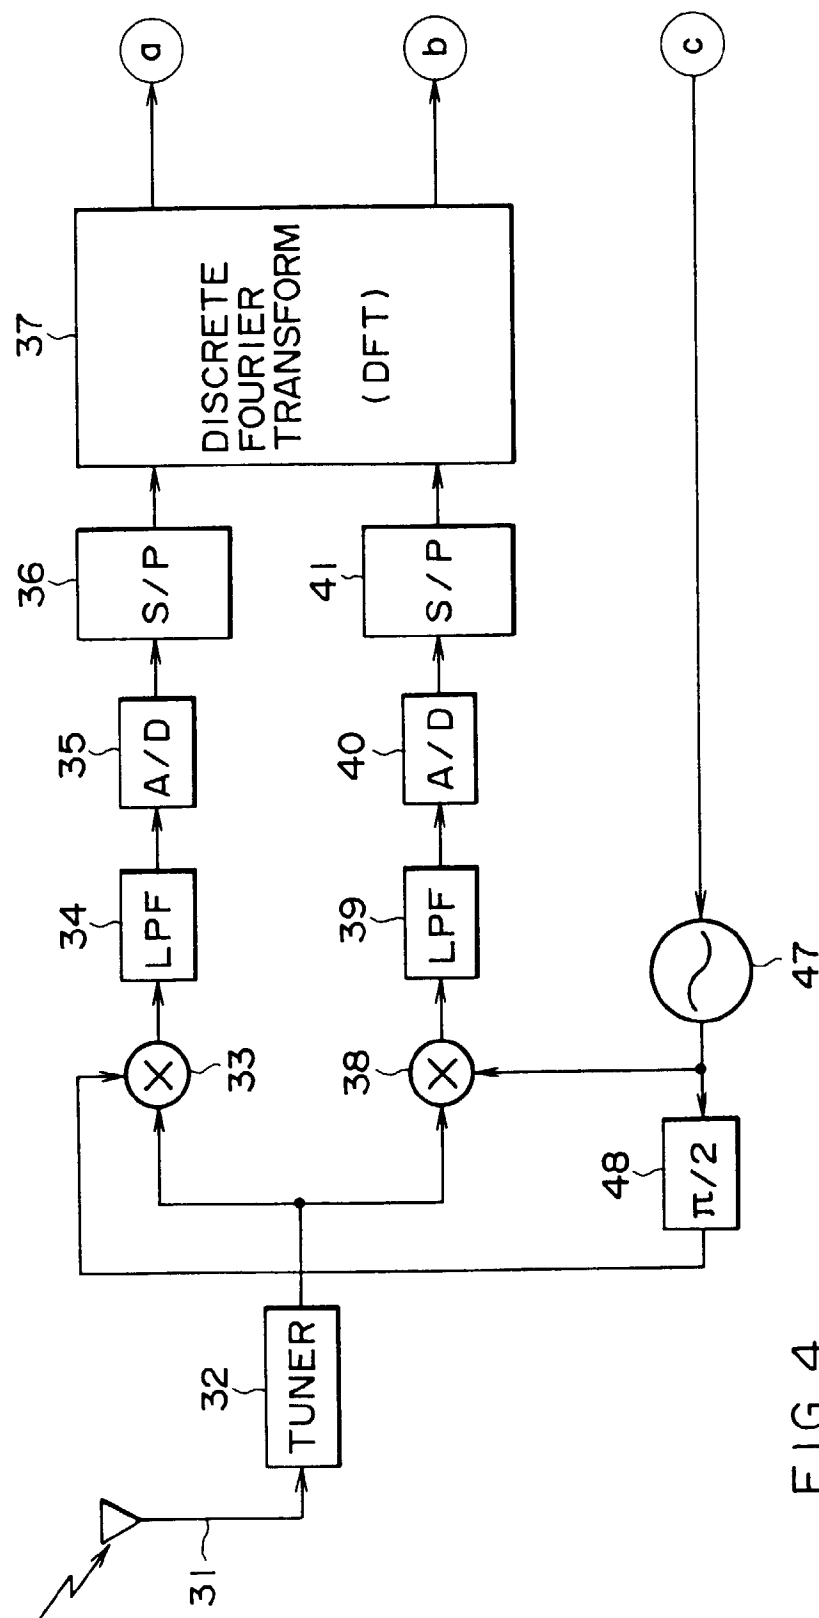 31
32
TUNER
33
34
LPF
35
A/D
36
S/P
37
DISCRETE
FOURIER
TRANSFORM
(DFT)
a
38
39
LPF
40
A/D
41
S/P
b
48
π/2
47
c
FIG. 4